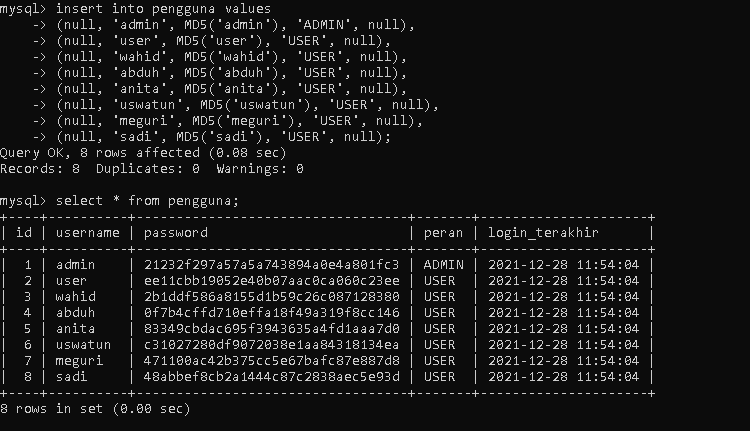 mysql> insert into pengguna values
    -> (null, 'admin', MD5('admin'), 'ADMIN', null),
    -> (null, 'user', MD5('user'), 'USER', null),
    -> (null, 'wahid', MD5('wahid'), 'USER', null),
    -> (null, 'abduh', MD5('abduh'), 'USER', null),
    -> (null, 'anita', MD5('anita'), 'USER', null),
    -> (null, 'uswatun', MD5('uswatun'), 'USER', null),
    -> (null, 'meguri', MD5('meguri'), 'USER', null),
    -> (null, 'sadi', MD5('sadi'), 'USER', null);
Query OK, 8 rows affected (0.08 sec)
Records: 8  Duplicates: 0  Warnings: 0

mysql> select * from pengguna;
+----+----------+----------------------------------+-------+---------------------+
| id | username | password                         | peran | login_terakhir      |
+----+----------+----------------------------------+-------+---------------------+
|  1 | admin    | 21232f297a57a5a743894a0e4a801fc3 | ADMIN | 2021-12-28 11:54:04 |
|  2 | user     | ee11cbb19052e40b07aac0ca060c23ee | USER  | 2021-12-28 11:54:04 |
|  3 | wahid    | 2b1ddf586a8155d1b59c26c087128380 | USER  | 2021-12-28 11:54:04 |
|  4 | abduh    | 0f7b4cffd710effa18f49a319f8cc146 | USER  | 2021-12-28 11:54:04 |
|  5 | anita    | 83349cbdac695f3943635a4fd1aaa7d0 | USER  | 2021-12-28 11:54:04 |
|  6 | uswatun  | c31027280df9072038e1aa84318134ea | USER  | 2021-12-28 11:54:04 |
|  7 | meguri   | 471100ac42b375cc5e67bafc87e887d8 | USER  | 2021-12-28 11:54:04 |
|  8 | sadi     | 48abbef8cb2a1444c87c2838aec5e93d | USER  | 2021-12-28 11:54:04 |
+----+----------+----------------------------------+-------+---------------------+
8 rows in set (0.00 sec)